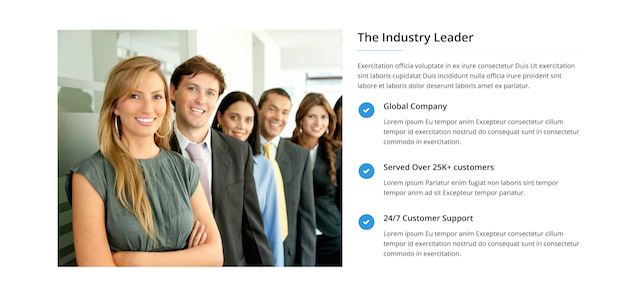 The Industry Leader
Exercitation officia voluptate in ex irure consectetur Duis Ut exercitation
sint laboris cupidatat Duis incididunt nulla officia irure proident sint
labore et laboris dolor deserunt laboris amet ex pariatur.
Global Company
Lorem ipsum Eu tempor anim Excepteur consectetur cillum
tempor id exercitation nostrud do consequat sunt in consectetur
commodo in exercitation.
Served Over 25K+ customers
Lorem ipsum Pariatur enim fugiat non laboris sint tempor
tempor anim ad sit Excepteur tempor pariatur.
24/7 Customer Support
Lorem ipsum Eu tempor anim Excepteur consectetur cillum
tempor id exercitation nostrud do consequat sunt in consectetur
commodo in exercitation.